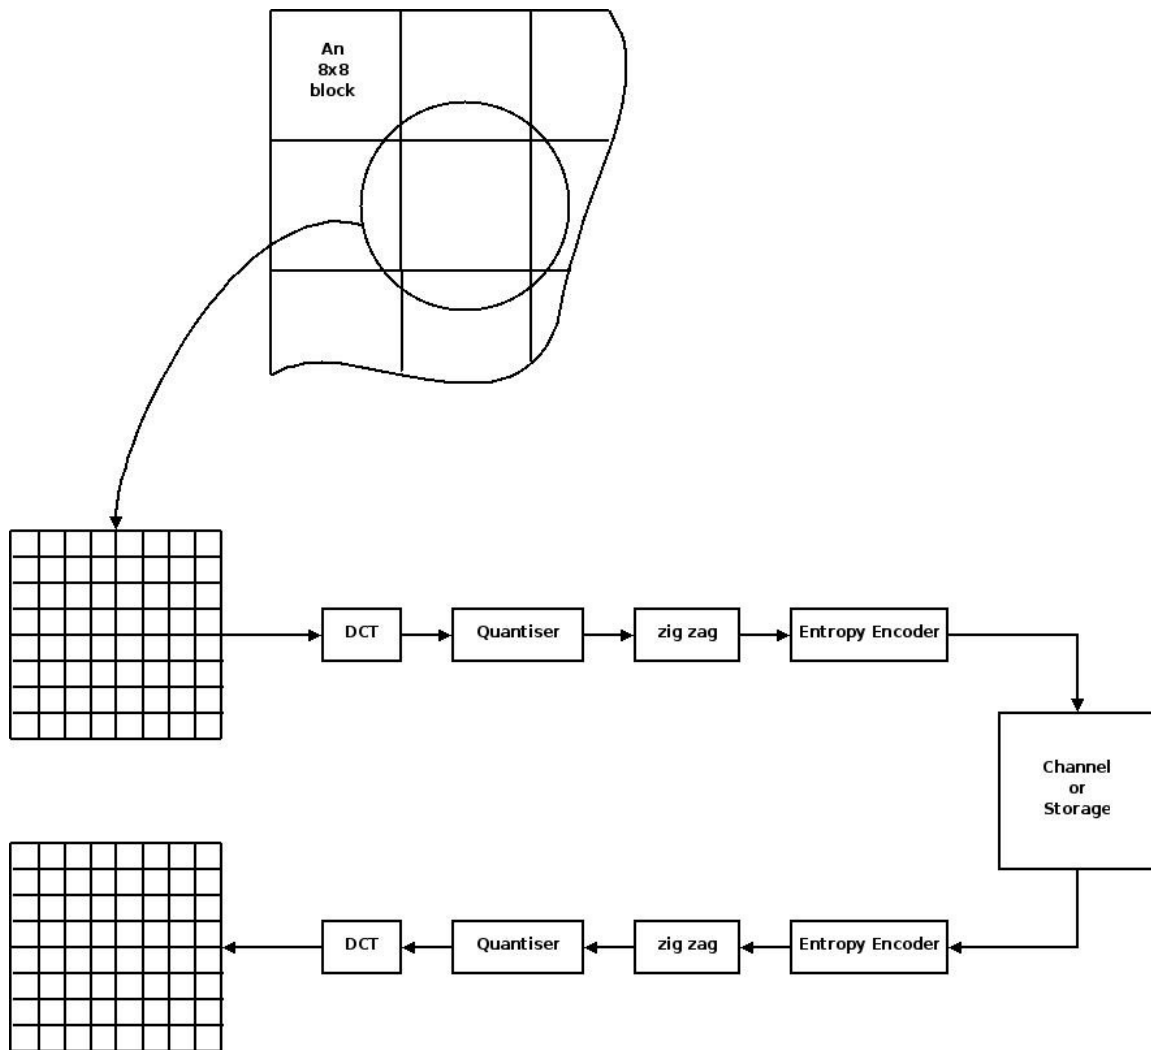 An
8x8
block
DCT
Quantiser
zig zag
Entropy Encoder
Channel
or
Storage
DCT
Quantiser
zig zag
Entropy Encoder